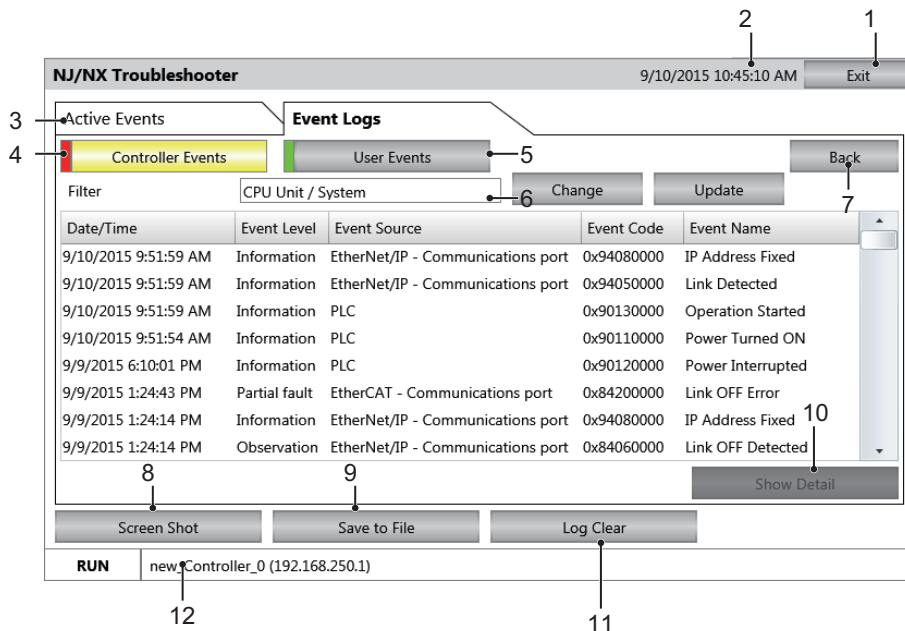 2 1
NJ/NX Troubleshooter 9/10/2015 10:45:10 AM Exit
3 Active Events Event Logs
4 Controller Events User Events 5 Back
Filter CPU Unit / System 6 Change Update 7
Date/Time Event Level Event Source Event Code Event Name
9/10/2015 9:51:59 AM Information EtherNet/IP - Communications port 0x94080000 IP Address Fixed
9/10/2015 9:51:59 AM Information EtherNet/IP - Communications port 0x94050000 Link Detected
9/10/2015 9:51:59 AM Information PLC 0x90130000 Operation Started
9/10/2015 9:51:54 AM Information PLC 0x90110000 Power Turned ON
9/9/2015 6:10:01 PM Information PLC 0x90120000 Power Interrupted
9/9/2015 1:24:43 PM Partial fault EtherCAT - Communications port 0x84200000 Link OFF Error
9/9/2015 1:24:14 PM Information EtherNet/IP - Communications port 0x94080000 IP Address Fixed 10
9/9/2015 1:24:14 PM Observation EtherNet/IP - Communications port 0x84060000 Link OFF Detected
8 9 Show Detail
Screen Shot Save to File Log Clear
RUN new_Controller_0 (192.168.250.1)
12 11